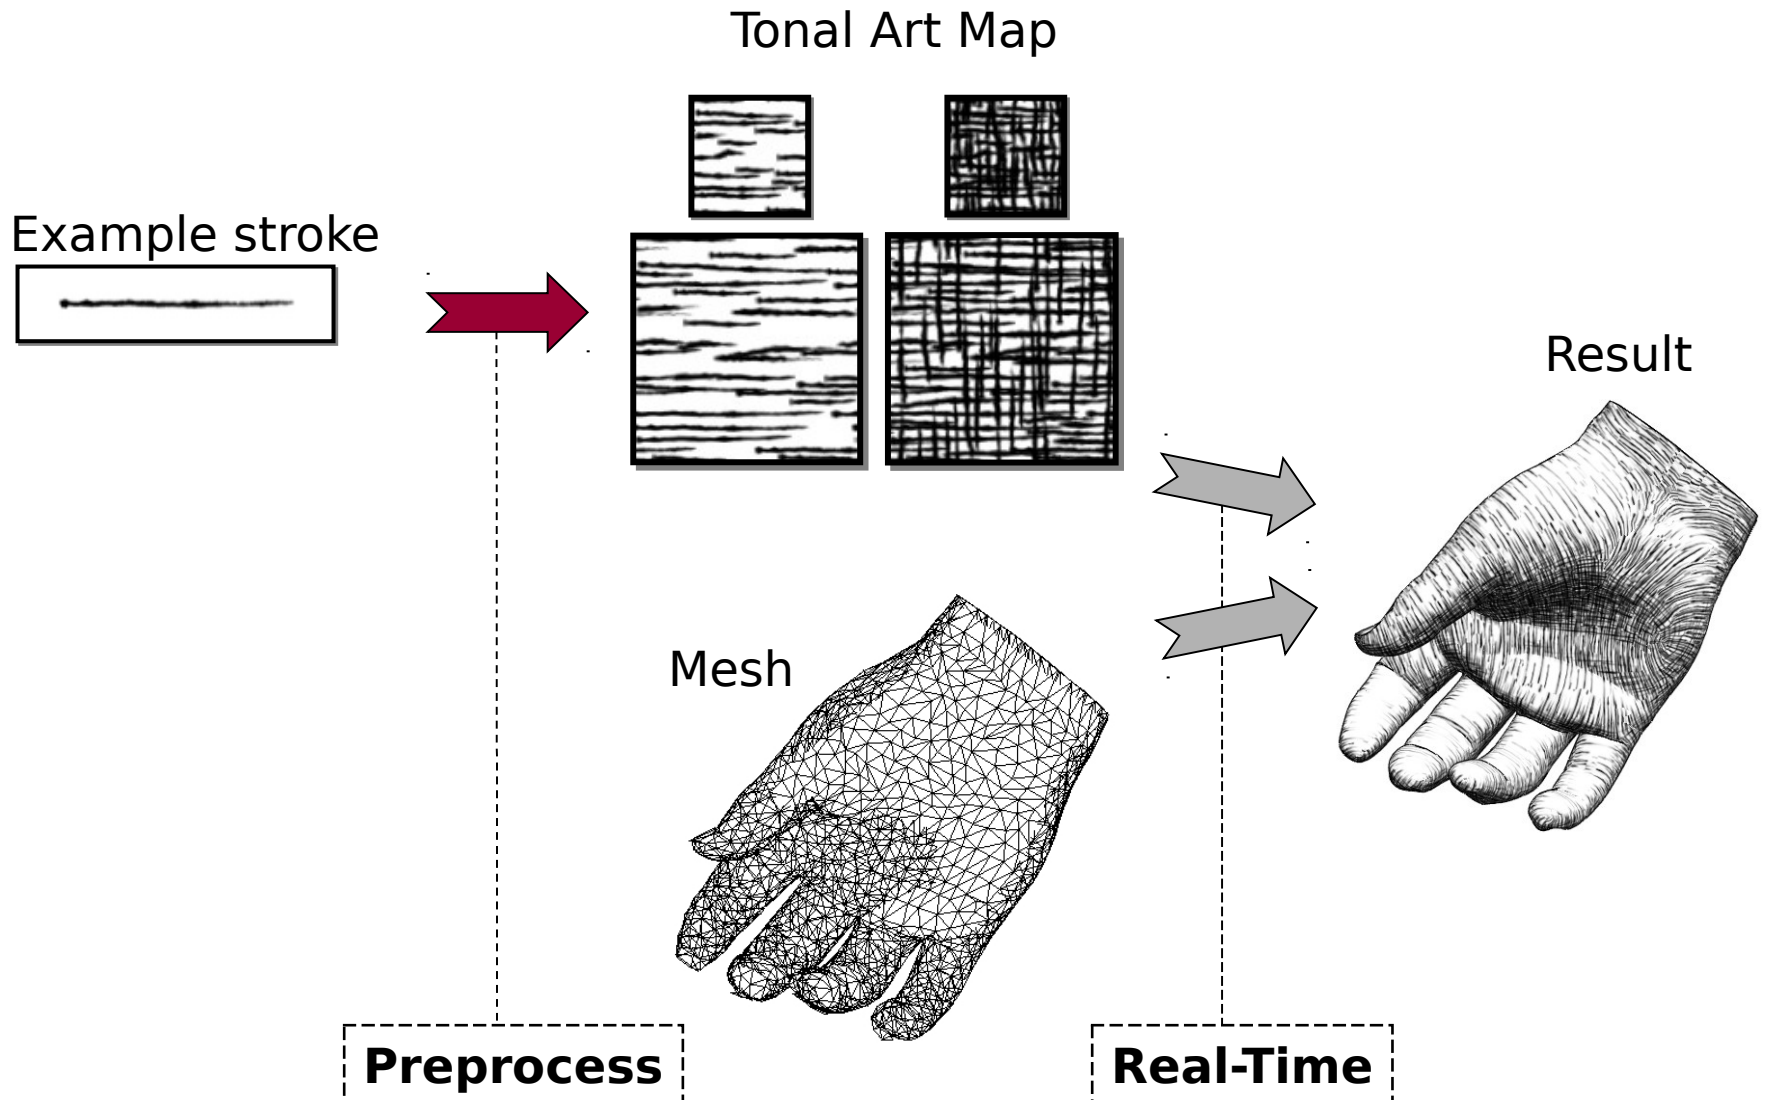 Tonal Art Map
Example stroke
Result
Mesh
Preprocess
Real-Time